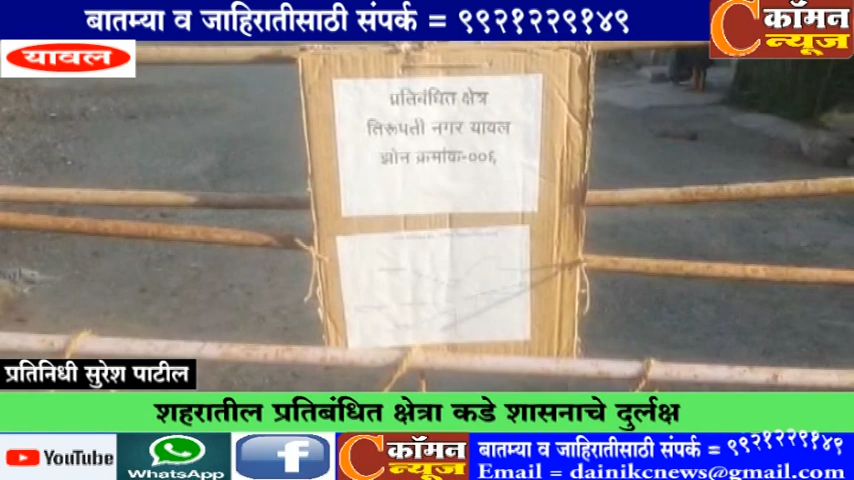 बातम्या व जाहिरातीसाठी संपर्क = ९९२१२२९१४९
कॉमन
न्यूज
यावल
प्रतिबंधित क्षेत्र
तिरूपती नगर यावल
झोन क्रमांक-००६
प्रतिनिधी सुरेश पाटील
शहरातील प्रतिबंधित क्षेत्रा कडे शासनाचे दुर्लक्ष
YouTube
WhatsApp
f
कॉमन
न्यूज
बातम्या व जाहिरातीसाठी संपर्क = ९९२१२२९१४९
Email = dainikcnews@gmail.com